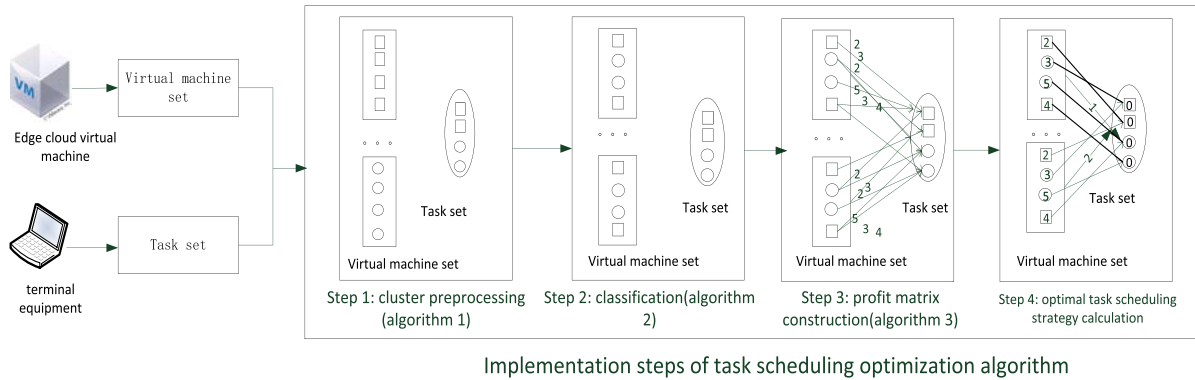 VM
Edge cloud virtual
machine
Virtual machine
set
terminal
equipment
Task set
Task set
Virtual machine set
Step 1: cluster preprocessing
(algorithm 1)
Task set
Virtual machine set
Step 2: classification(algorithm
2)
2
3
2
5
3
4
2
3
2
5
3
4
Task set
Virtual machine set
Step 3: profit matrix
construction(algorithm 3)
2
3
5
4
1
2
0
0
0
0
2
3
5
4
Task set
Virtual machine set
Step 4: optimal task scheduling
strategy calculation
Implementation steps of task scheduling optimization algorithm